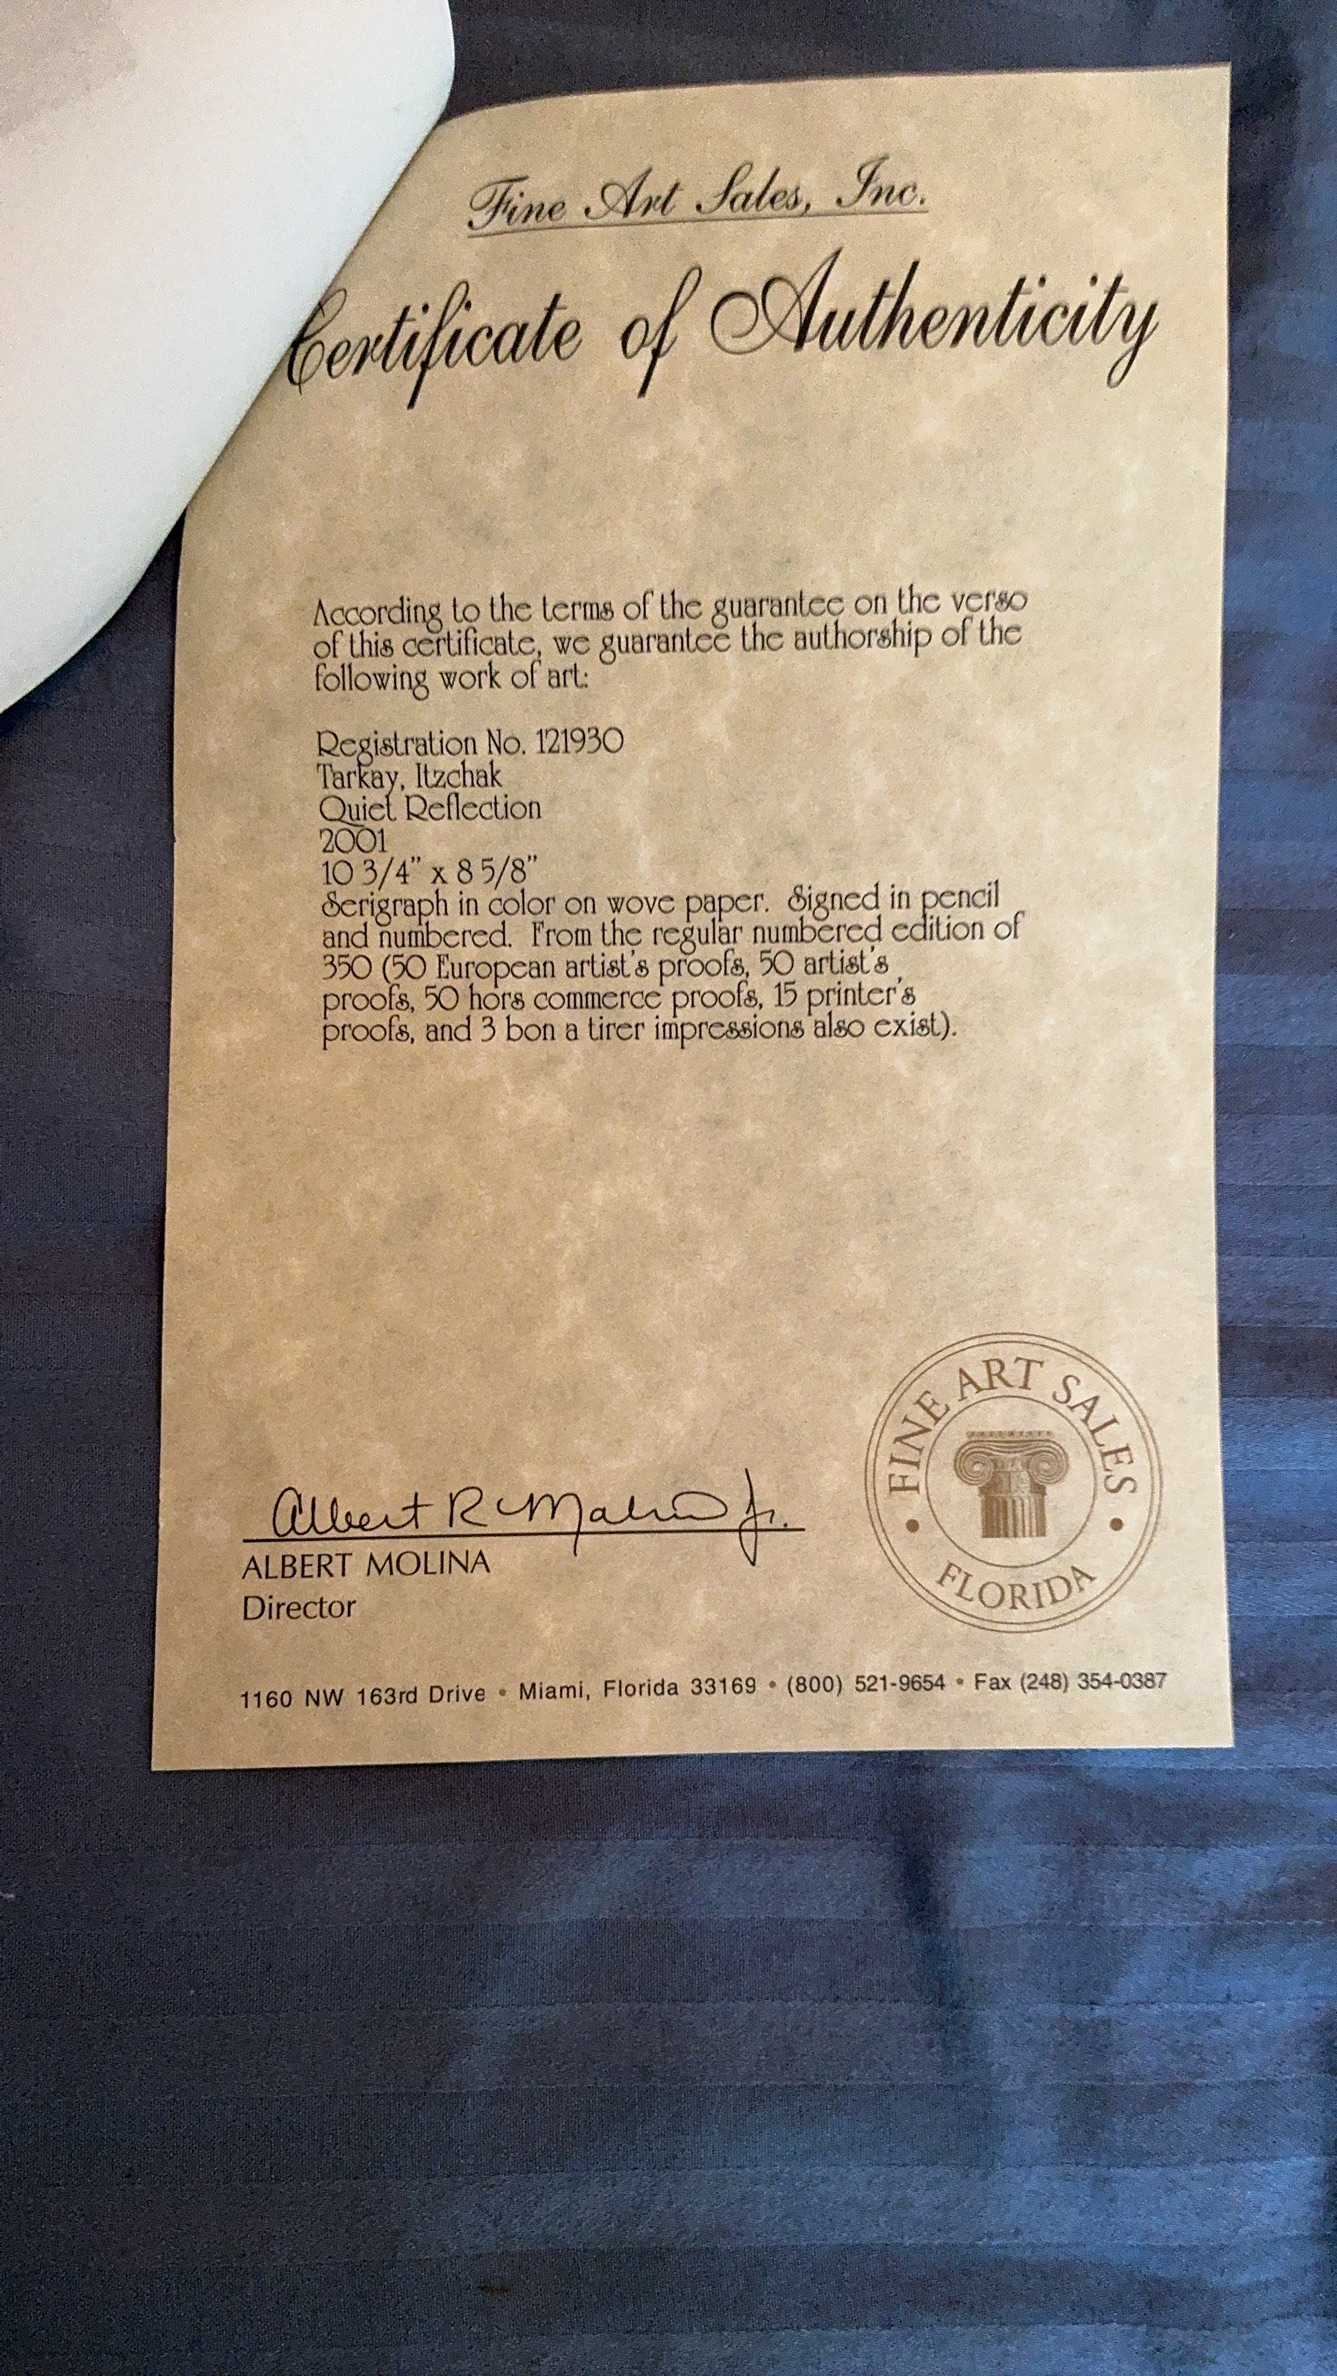 Fine Art Sales, Inc.
Certificate of Authenticity
According to the terms of the guarantee on the verso
of this certificate, we guarantee the authorship of the
following work of art:
Registration No. 121930
Tarkay, Itzchak
Quiet Reflection
2001
10 3/4" x 8 5/8"
Serigraph in color on wove paper. Signed in pencil
and numbered. From the regular numbered edition of
350 (50 European artist's proofs, 50 artist's
proofs, 50 hors commerce proofs, 15 printer's
proofs, and 3 bon a tirer impressions also exist).
Albert R Molina Jr.
ALBERT MOLINA
Director
FINE ART SALES
• FLORIDA •
1160 NW 163rd Drive • Miami, Florida 33169 • (800) 521-9654 • Fax (248) 354-0387